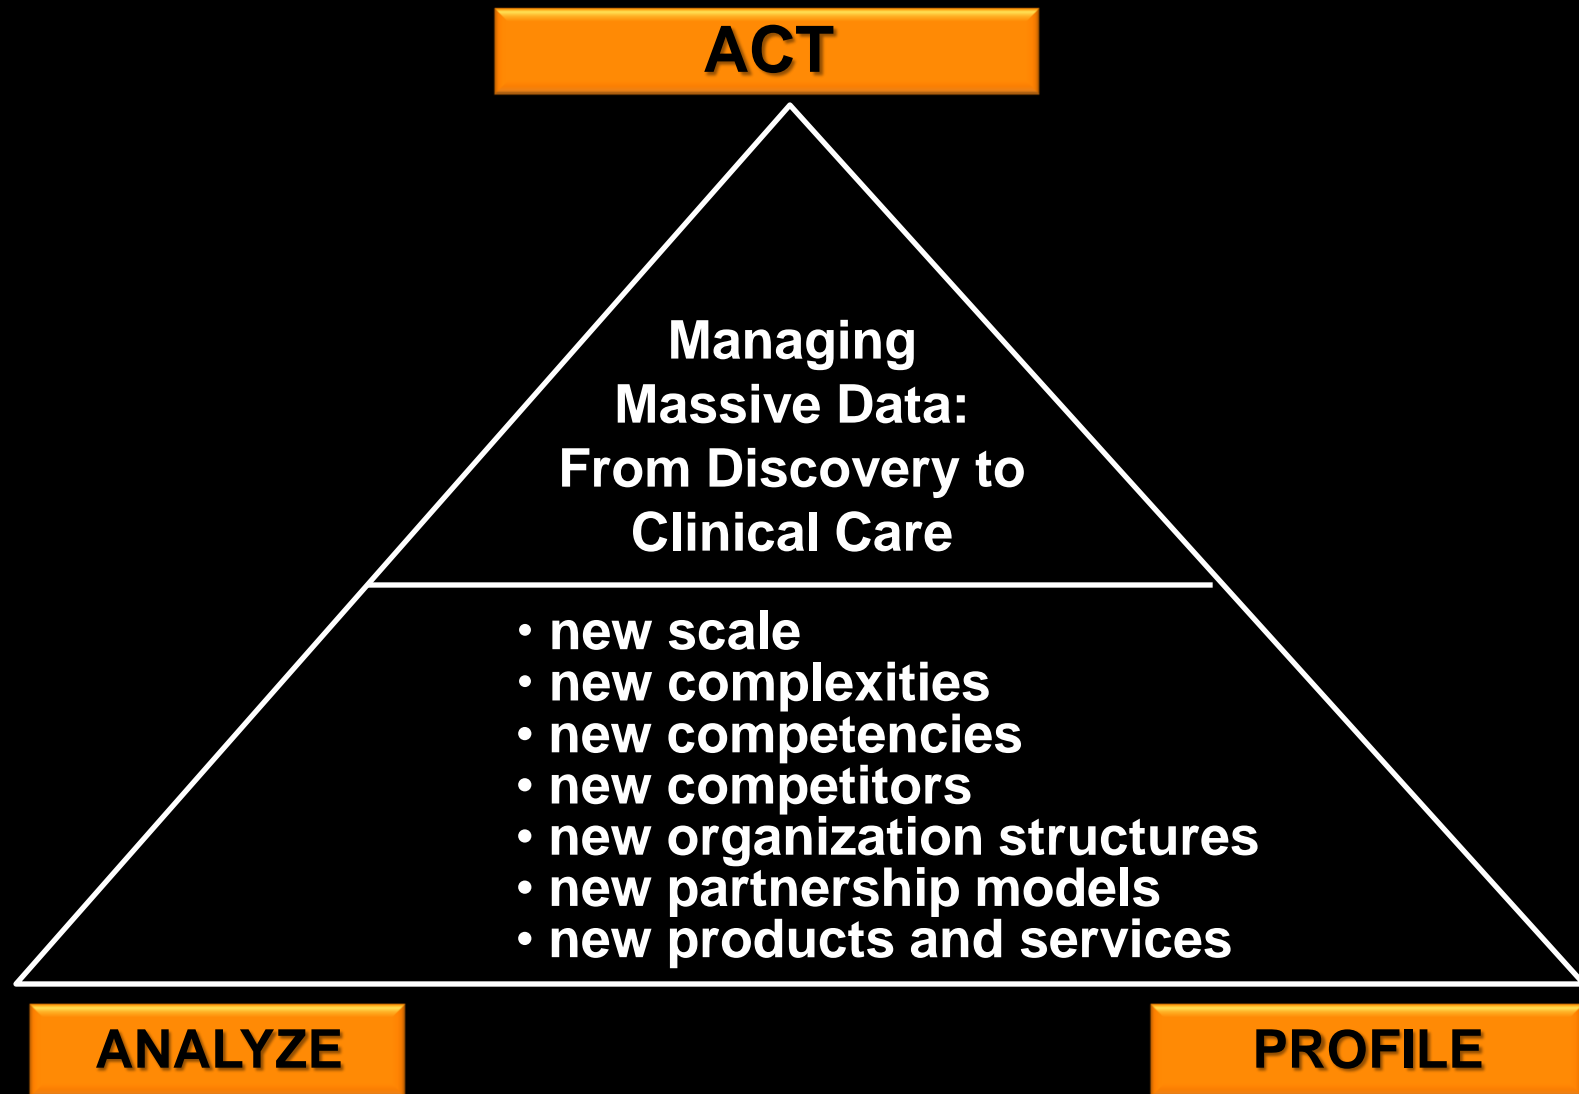 ACT
Managing
Massive Data:
From Discovery to
Clinical Care
• new scale
• new complexities
• new competencies
• new competitors
• new organization structures
• new partnership models
• new products and services
ANALYZE
PROFILE